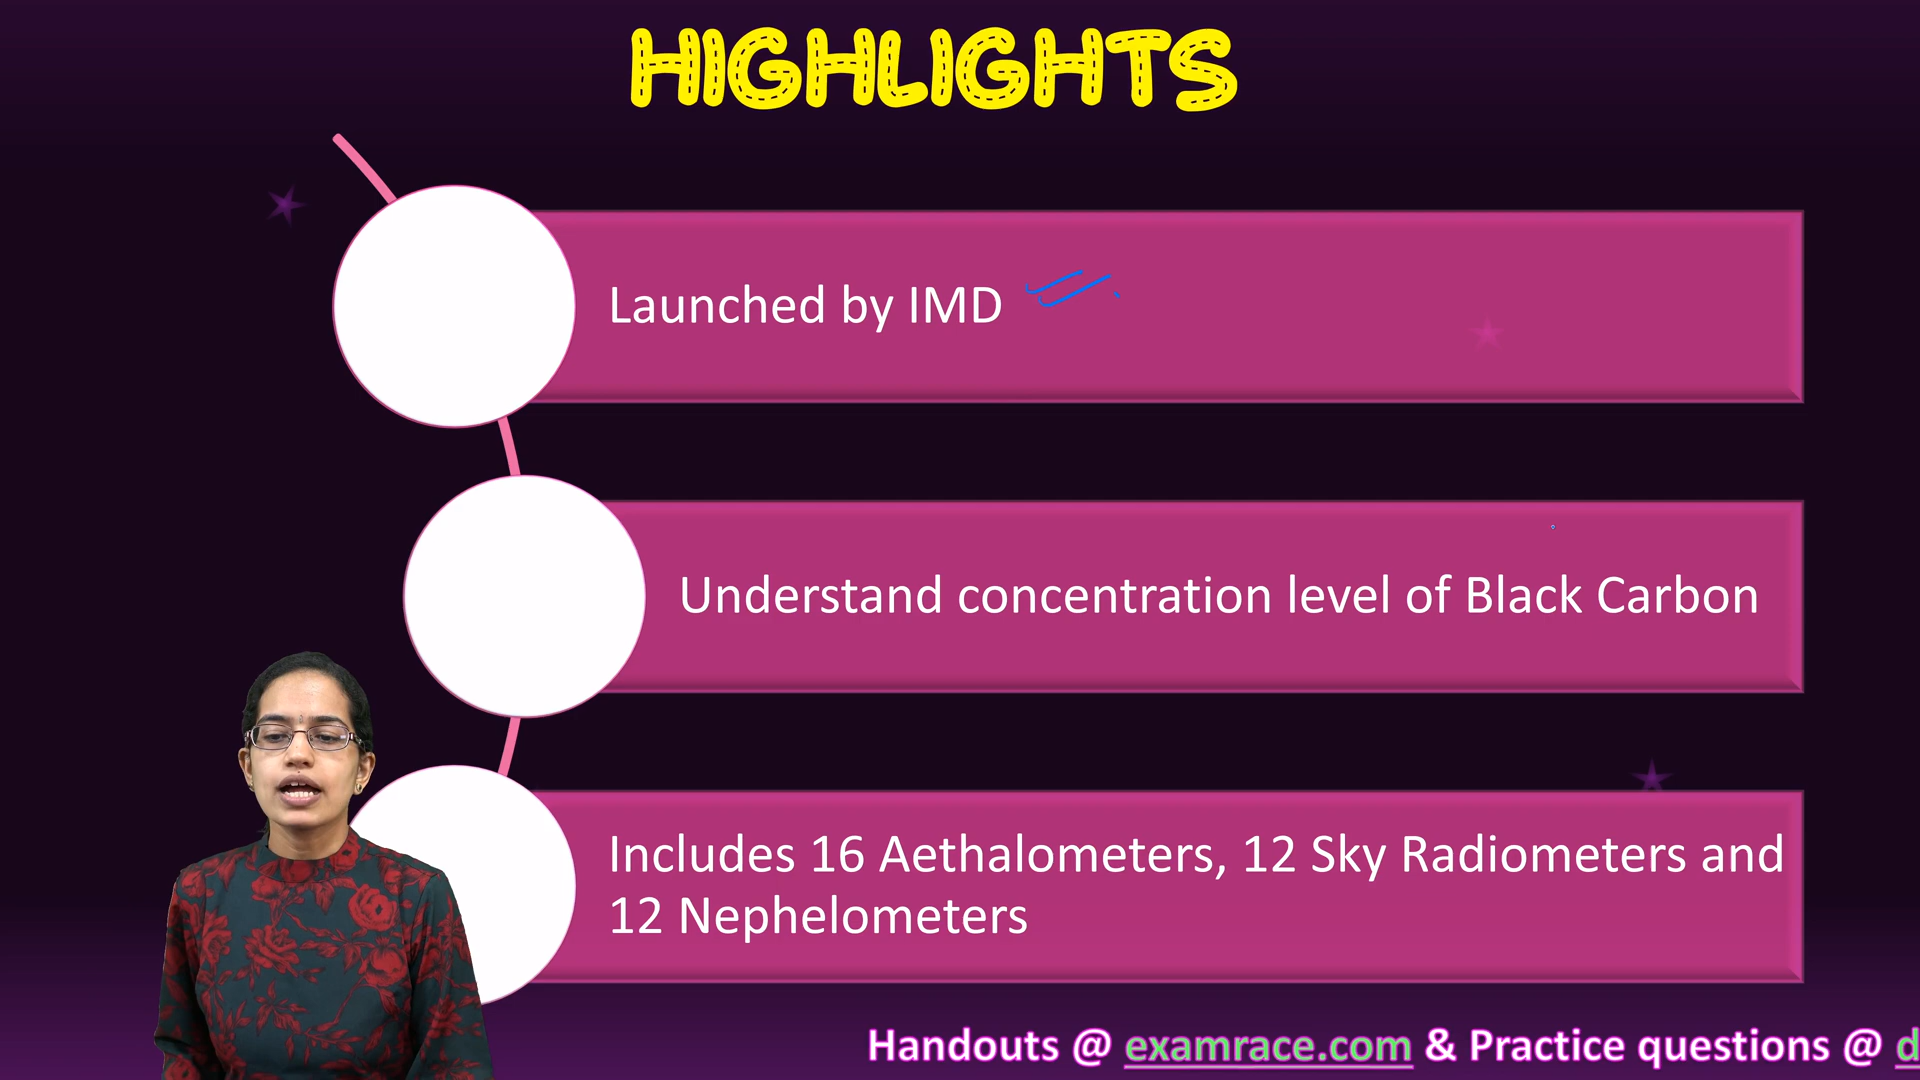 HIGHLIGHTS
Launched by IMD
Understand concentration level of Black Carbon
Includes 16 Aethalometers, 12 Sky Radiometers and
12 Nephelometers
Handouts @ examrace.com & Practice questions @ d